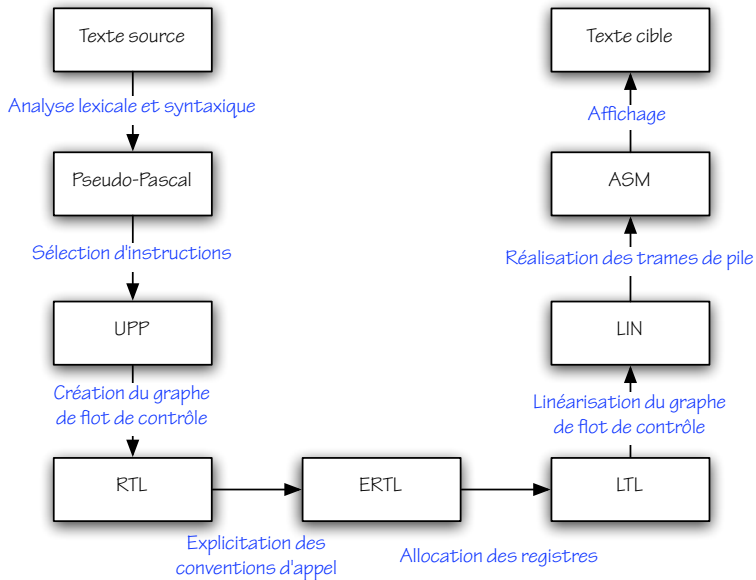 Texte source
Analyse lexicale et syntaxique
Pseudo-Pascal
Sélection d'instructions
UPP
Création du graphe
de flot de contrôle
RTL
Explicitation des
conventions d'appel
ERTL
Allocation des registres
LTL
Linéarisation du graphe
de flot de contrôle
LIN
Réalisation des trames de pile
ASM
Affichage
Texte cible